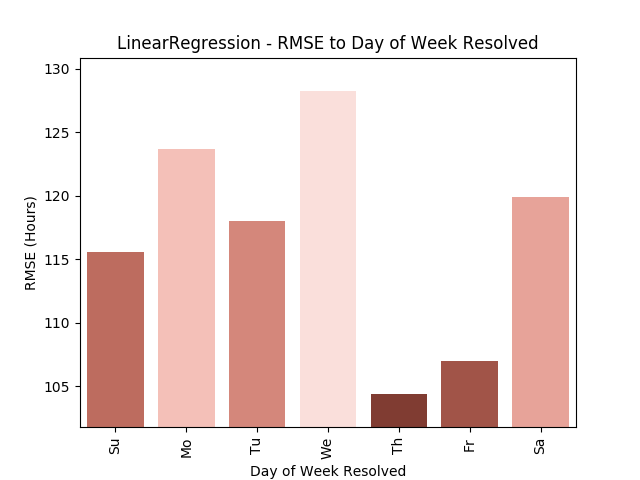 LinearRegression - RMSE to Day of Week Resolved
130
125
120
115
110
105
RMSE (Hours)
Su
Mo
Tu
We
Th
Fr
Sa
Day of Week Resolved